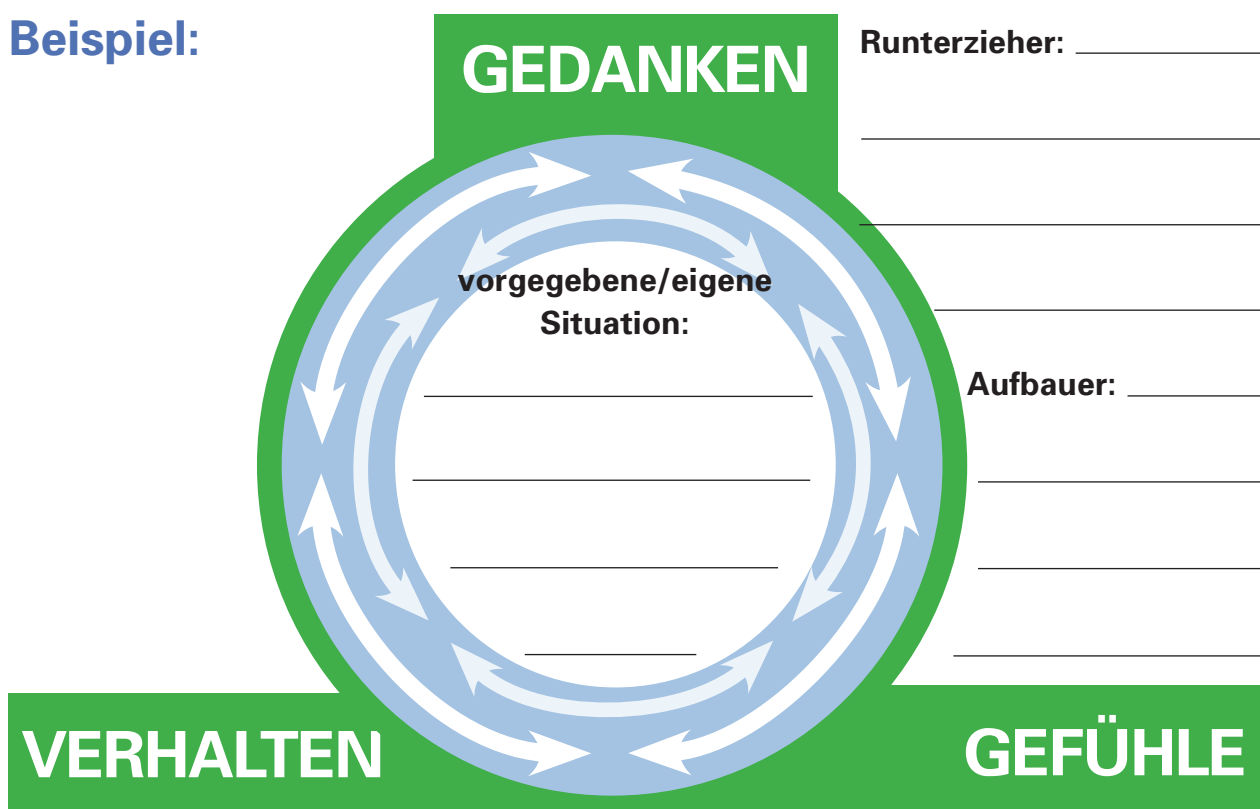 Beispiel:
GEDANKEN
Runterzieher:
vorgegebene/eigene
Situation:
Aufbauer:
VERHALTEN
GEFÜHLE